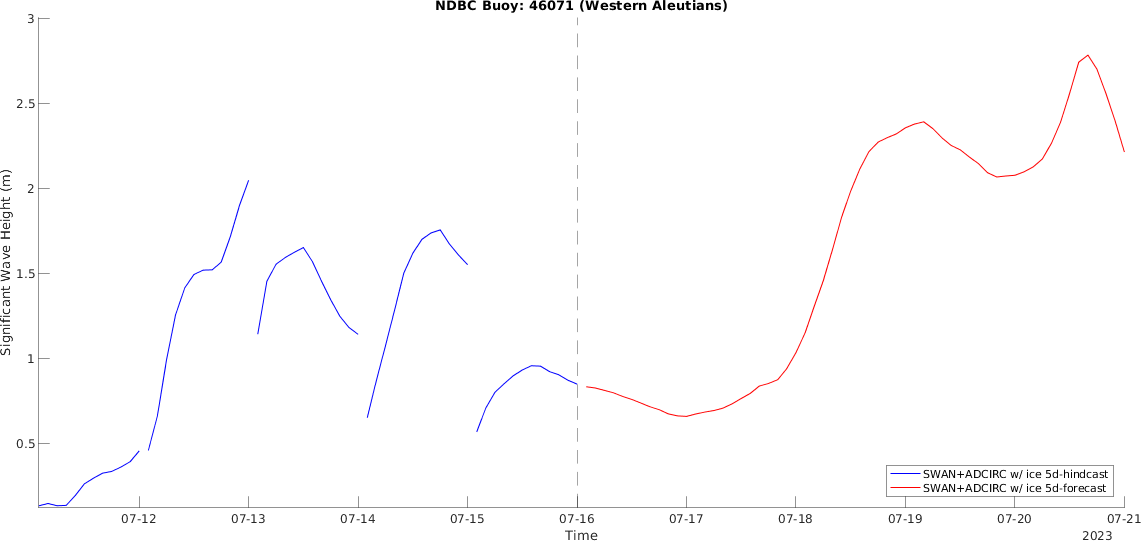 NDBC Buoy: 46071 (Western Aleutians)
3
2.5
2
1.5
1
0.5
Significant Wave Height (m)
SWAN+ADCIRC w/ ice 5d-hindcast
SWAN+ADCIRC w/ ice 5d-forecast
07-12 07-13 07-14 07-15 07-16 07-17 07-18 07-19 07-20 07-21
Time
2023